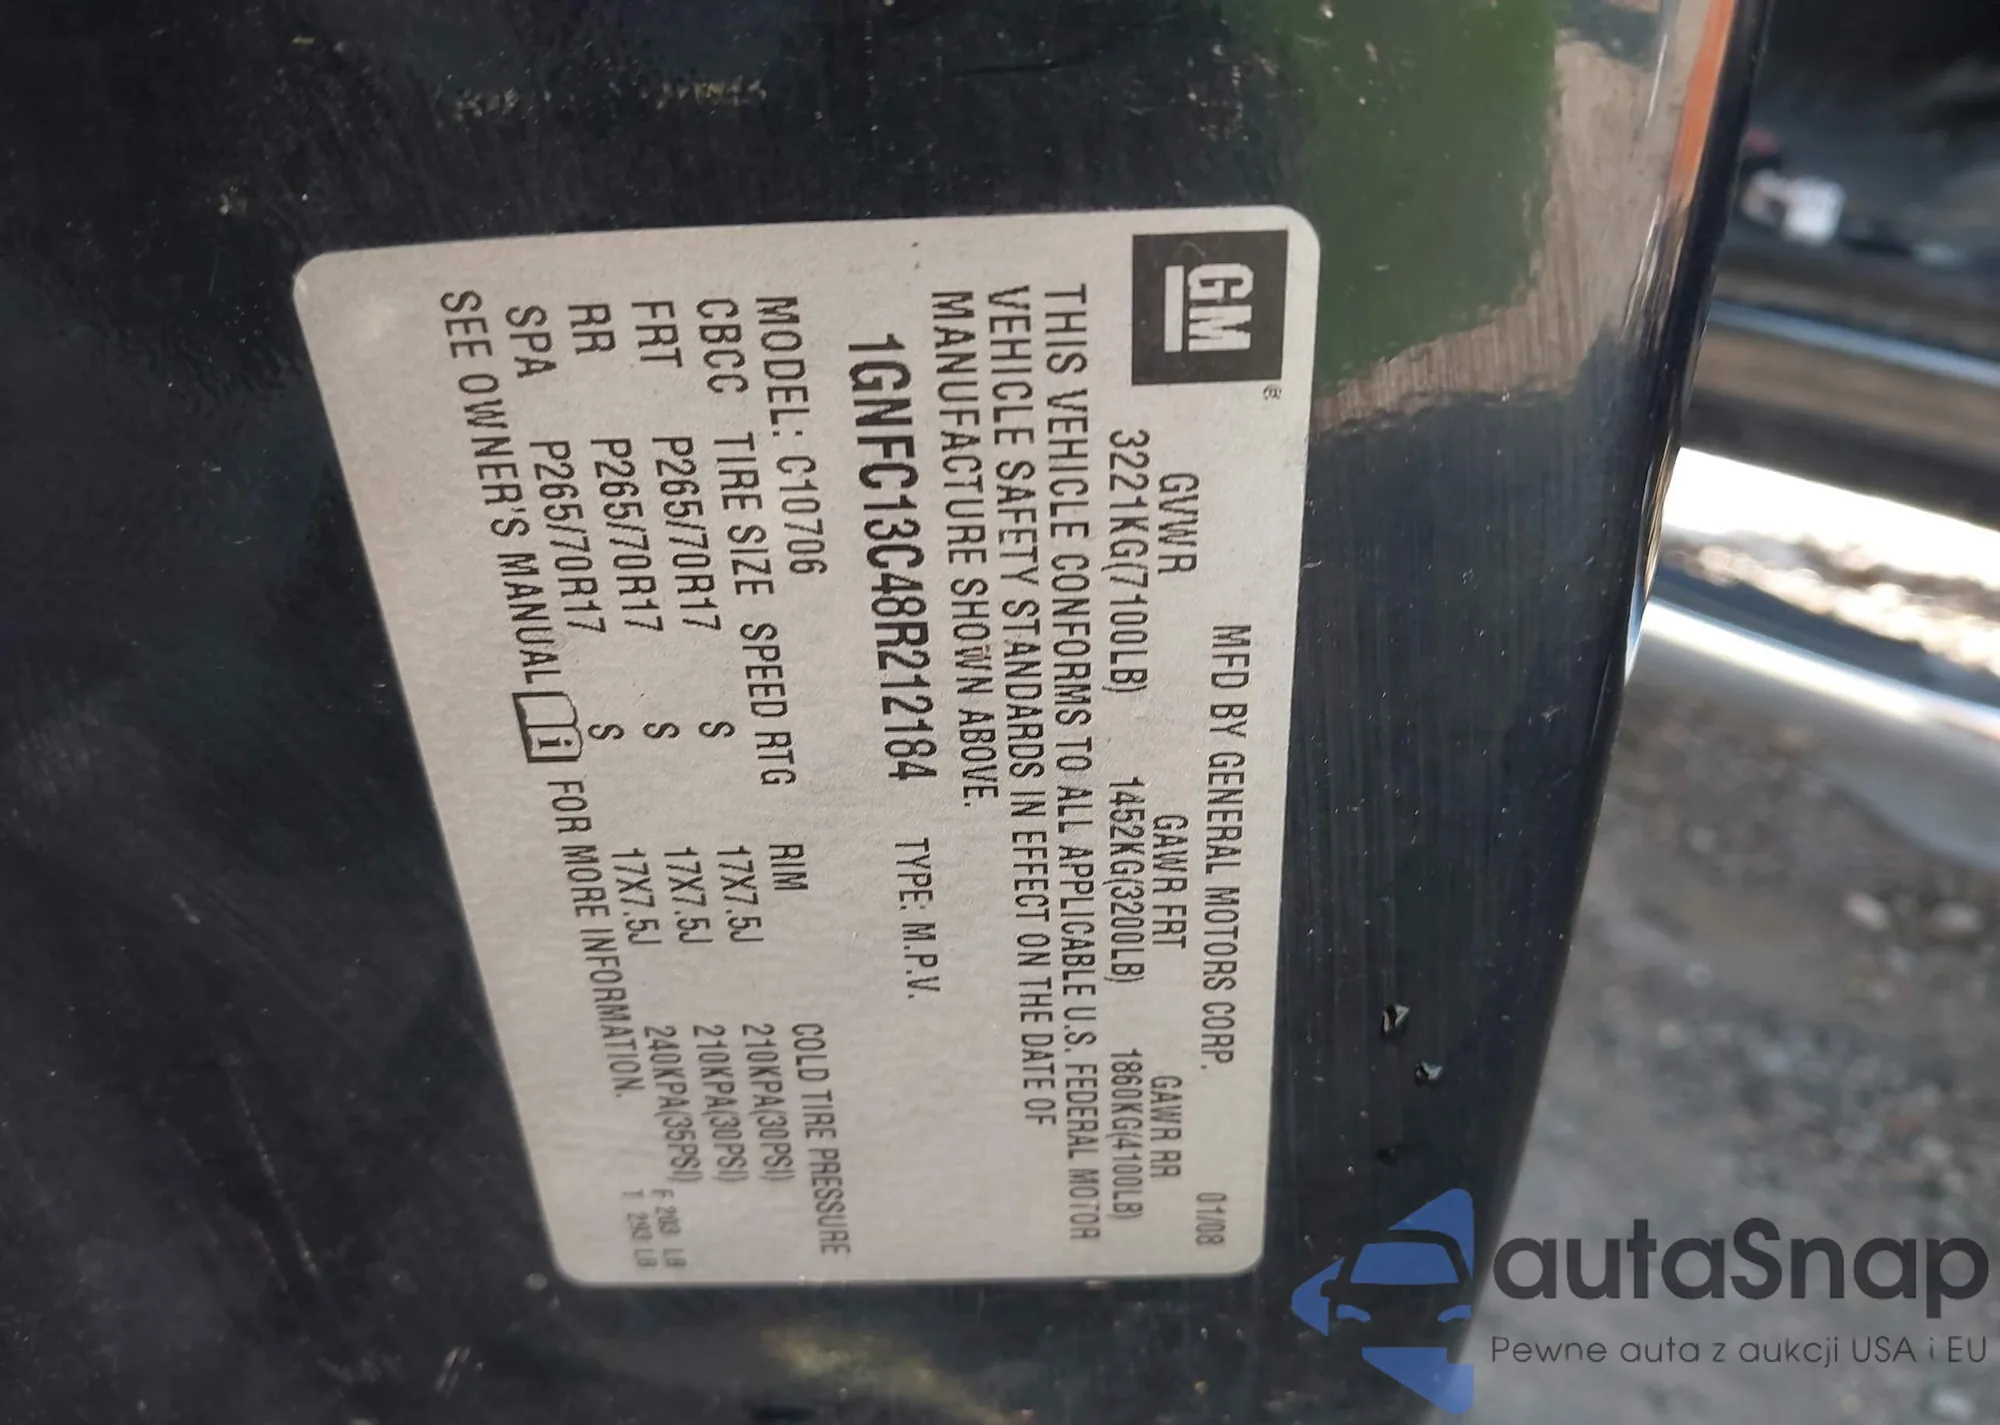 GM ®
MFD BY GENERAL MOTORS CORP. 01/08
GVWR GAWR FRT GAWR RR
3221KG(7100LB) 1452KG(3200LB) 1860KG(4100LB)
THIS VEHICLE CONFORMS TO ALL APPLICABLE U.S. FEDERAL MOTOR
VEHICLE SAFETY STANDARDS IN EFFECT ON THE DATE OF
MANUFACTURE SHOWN ABOVE.
1GNFC13C48R212184 TYPE: M.P.V.
MODEL: C10706
CBCC TIRE SIZE SPEED RTG RIM COLD TIRE PRESSURE
FRT P265/70R17 S 17X7.5J 210KPA(30PSI)
RR P265/70R17 S 17X7.5J 210KPA(30PSI)
SPA P265/70R17 S 17X7.5J 240KPA(35PSI)
SEE OWNER'S MANUAL i FOR MORE INFORMATION.
F 203 LB
T 293 LB
autaSnap
Pewne auta z aukcji USA i EU